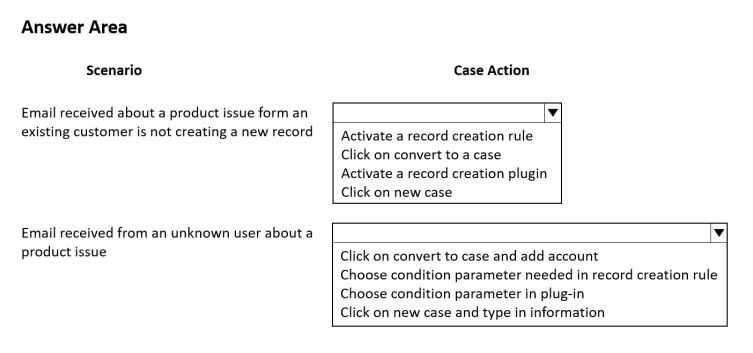 Answer Area
Scenario
Case Action
Email received about a product issue form an
existing customer is not creating a new record
Activate a record creation rule
Click on convert to a case
Activate a record creation plugin
Click on new case
Email received from an unknown user about a
product issue
Click on convert to case and add account
Choose condition parameter needed in record creation rule
Choose condition parameter in plug-in
Click on new case and type in information